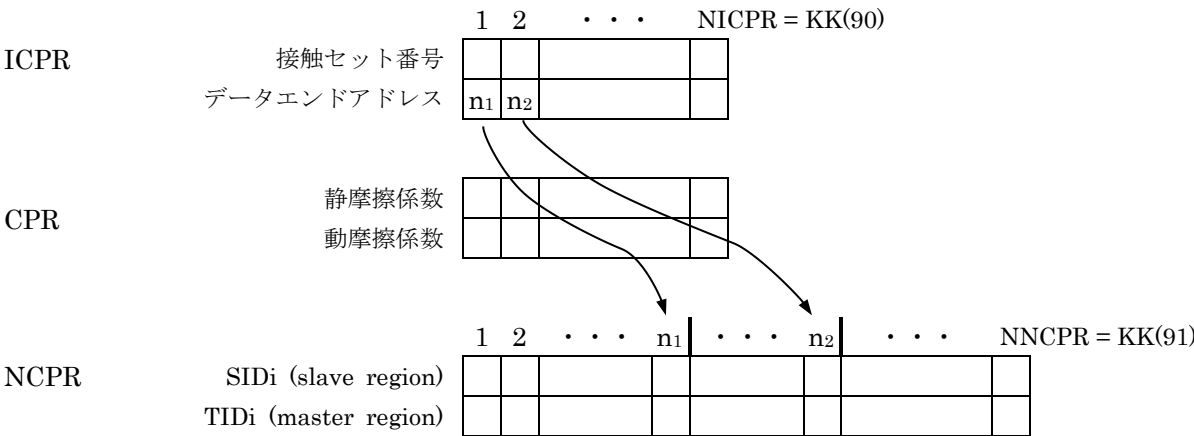 1 2 ・・・ NICPR = KK(90)
ICPR 接触セット番号
データエンドアドレス n1 n2
静摩擦係数
CPR
動摩擦係数
1 2 ・・・ n1 ・・・ n2 ・・・ NNCPR = KK(91)
NCPR SIDi (slave region)
TIDi (master region)